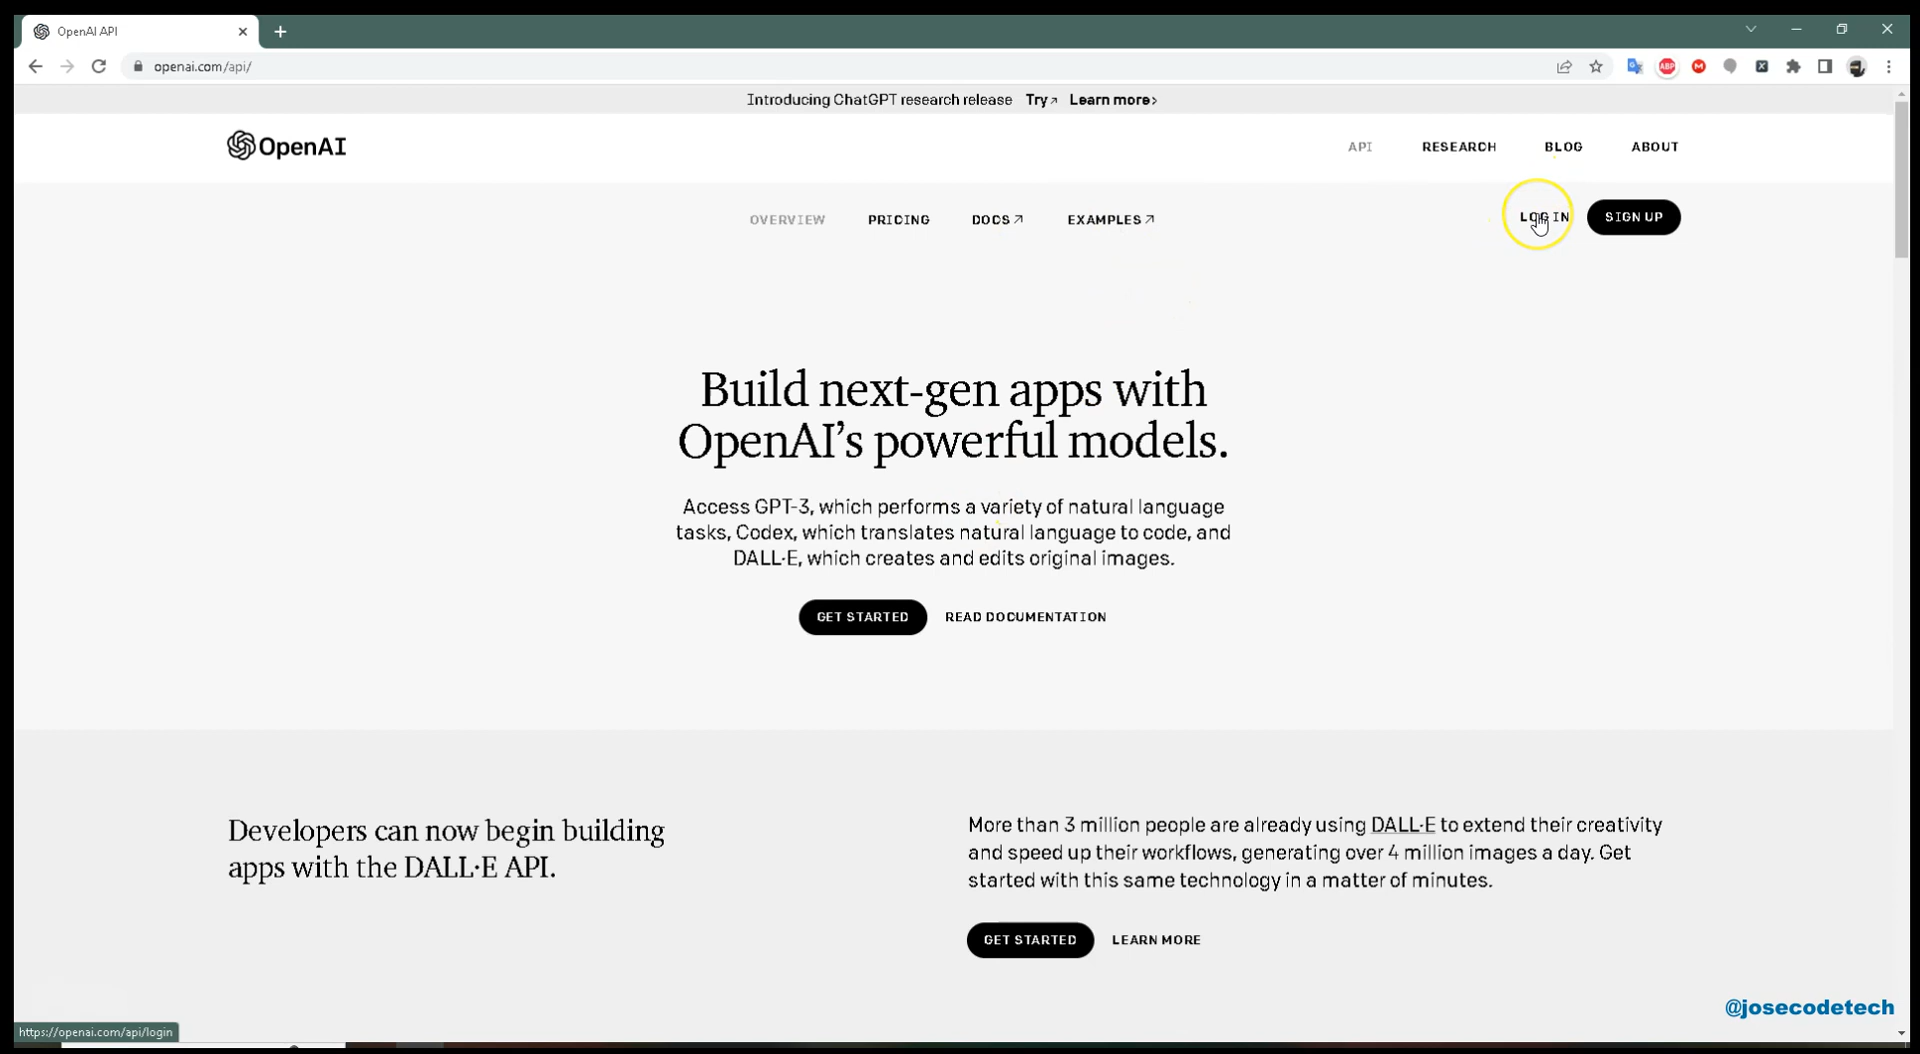 OpenAI API
openai.com/api/
ABP
M
X
Introducing ChatGPT research release Try↗ Learn more›
OpenAI
API RESEARCH BLOG ABOUT
OVERVIEW PRICING DOCS↗ EXAMPLES↗ LOG IN SIGN UP
Build next-gen apps with
OpenAI’s powerful models.
Access GPT-3, which performs a variety of natural language
tasks, Codex, which translates natural language to code, and
DALL·E, which creates and edits original images.
GET STARTED READ DOCUMENTATION
Developers can now begin building
apps with the DALL·E API.
More than 3 million people are already using DALL·E to extend their creativity
and speed up their workflows, generating over 4 million images a day. Get
started with this same technology in a matter of minutes.
GET STARTED LEARN MORE
@josecodetech
https://openai.com/api/login